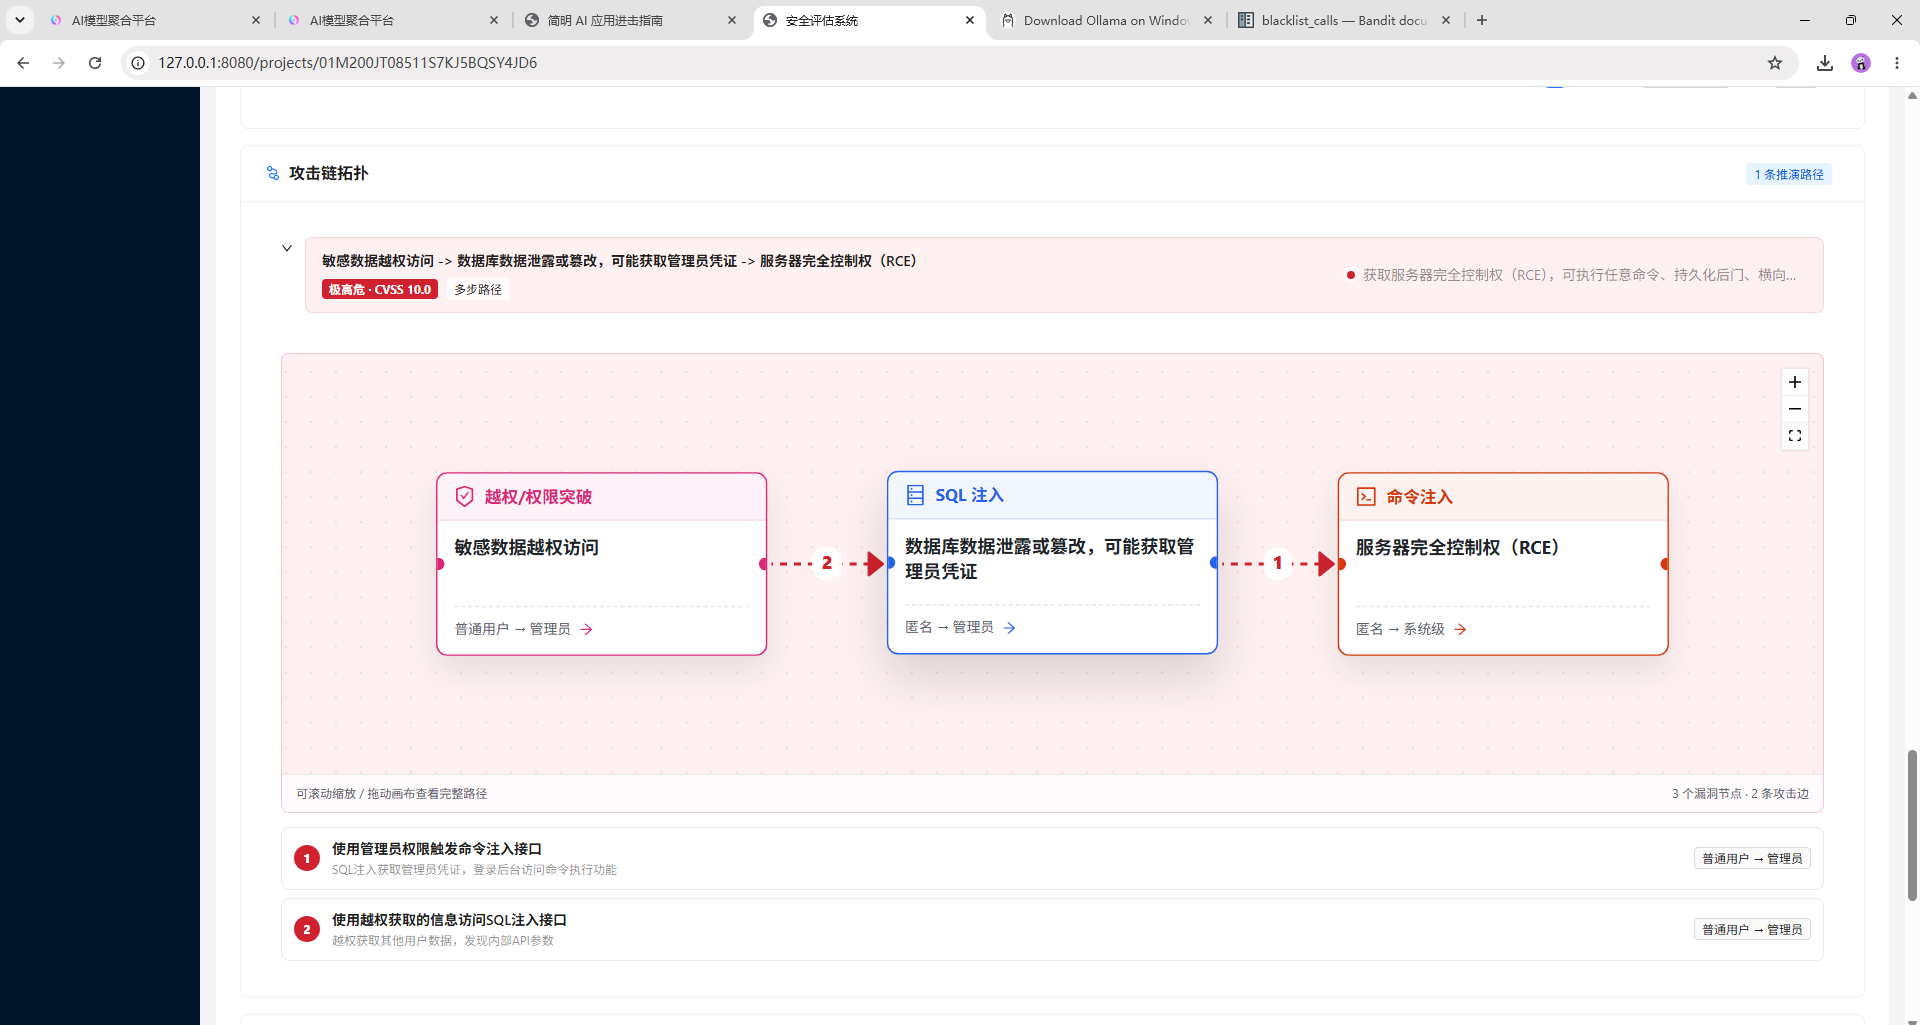 AI模型聚合平台
AI模型聚合平台
简明 AI 应用进击指南
安全评估系统
Download Ollama on Windo
blacklist_calls — Bandit docu
127.0.0.1:8080/projects/01M200JT08511S7KJ5BQSY4JD6
攻击链拓扑
1 条推演路径
敏感数据越权访问 -> 数据库数据泄露或篡改，可能获取管理员凭证 -> 服务器完全控制权（RCE）
极高危 · CVSS 10.0
多步路径
获取服务器完全控制权（RCE），可执行任意命令、持久化后门、横向...
越权/权限突破
敏感数据越权访问
普通用户 → 管理员 →
2
SQL 注入
数据库数据泄露或篡改，可能获取管
理员凭证
匿名 → 管理员 →
1
命令注入
服务器完全控制权（RCE）
匿名 → 系统级 →
可滚动缩放 / 拖动画布查看完整路径
3 个漏洞节点 · 2 条攻击边
1
使用管理员权限触发命令注入接口
SQL注入获取管理员凭证，登录后台访问命令执行功能
普通用户 → 管理员
2
使用越权获取的信息访问SQL注入接口
越权获取其他用户数据，发现内部API参数
普通用户 → 管理员